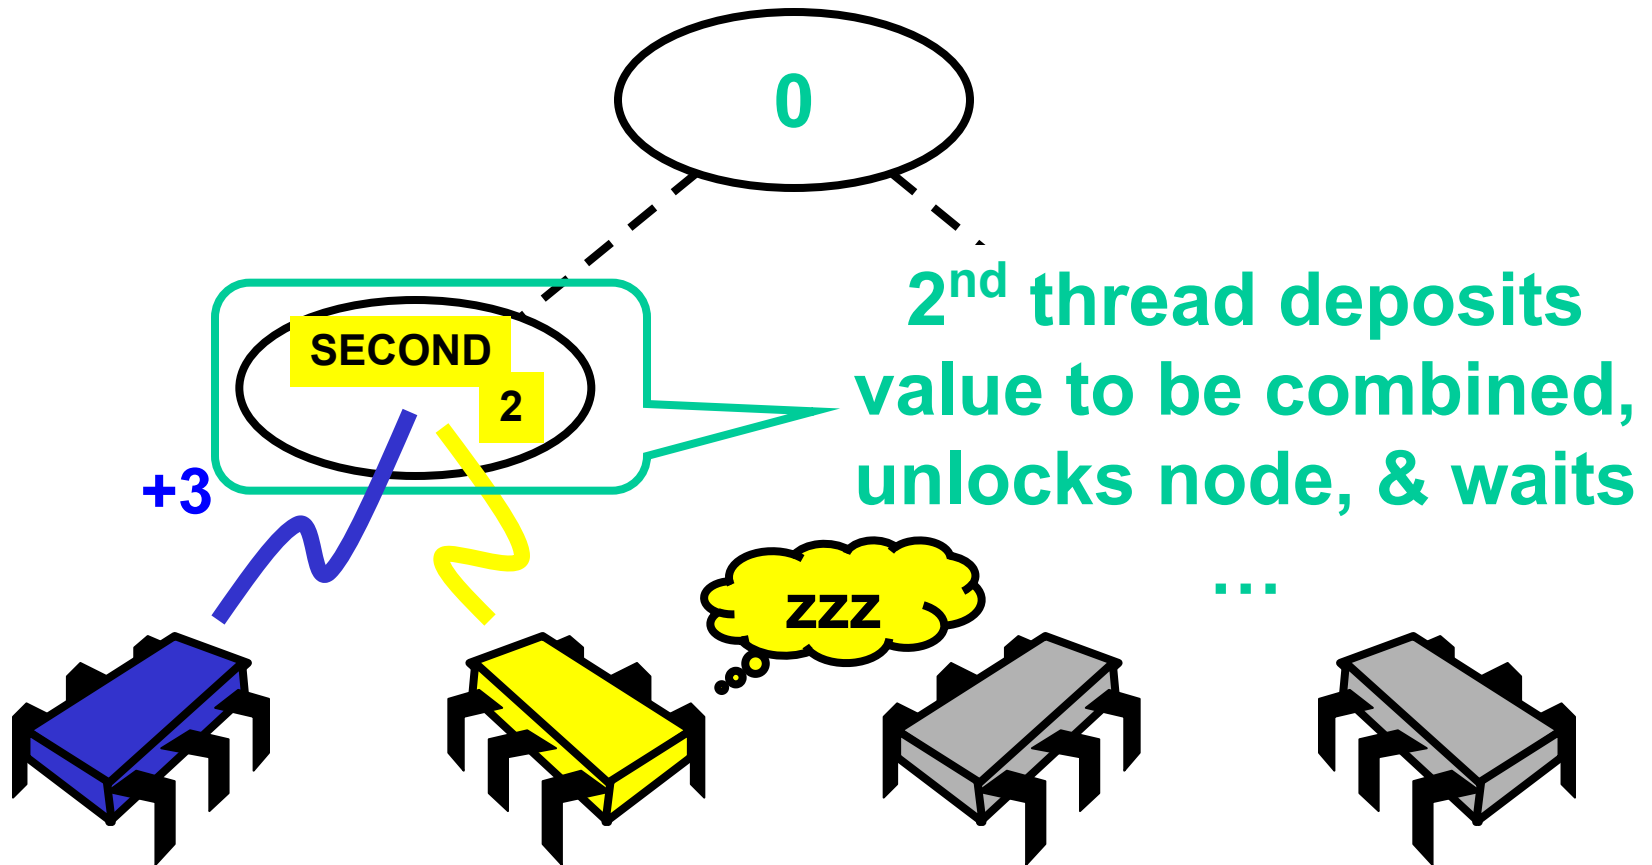 0
SECOND
2
+3
2nd thread deposits
value to be combined,
unlocks node, & waits
…
zzz